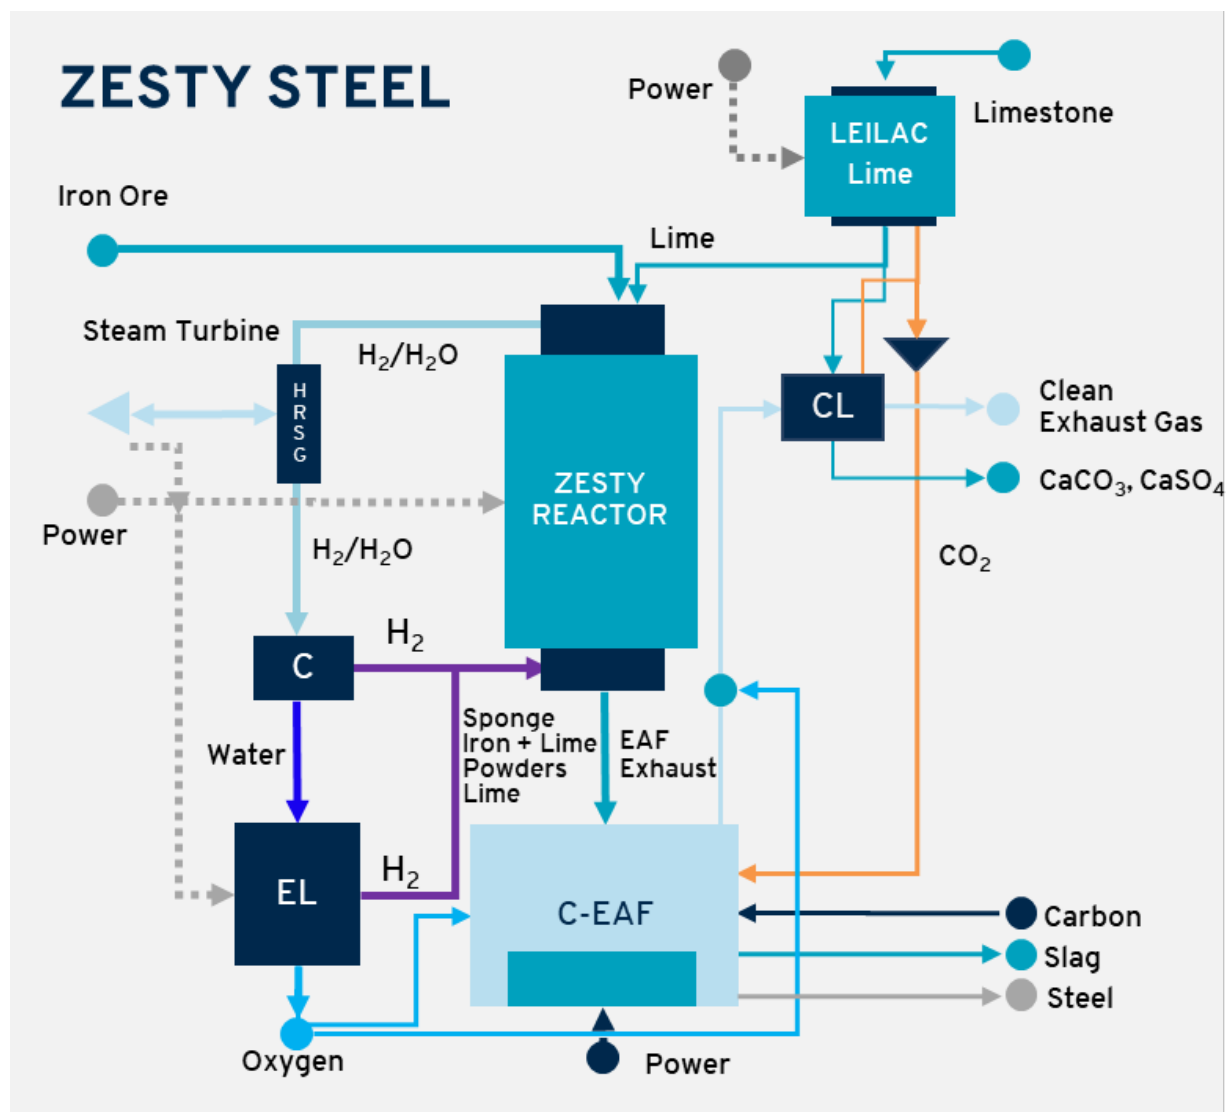 ZESTY STEEL
Power
Limestone
LEILAC
Lime
Iron Ore
Lime
Steam Turbine
H₂/H₂O
H
R
S
G
CL
Clean
Exhaust Gas
CaCO₃, CaSO₄
ZESTY
REACTOR
Power
H₂/H₂O
CO₂
H₂
C
Sponge
Iron + Lime
Powders
Lime
EAF
Exhaust
Water
H₂
EL
C-EAF
Carbon
Slag
Steel
Oxygen
Power